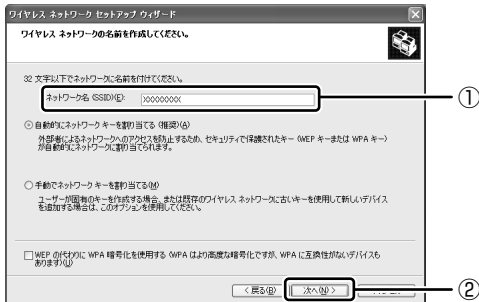 ワイヤレス ネットワーク セットアップ ウィザード
ワイヤレス ネットワークの名前を作成してください。
32 文字以下でネットワークに名前を付けてください。
ネットワーク名 (SSID)(E): XXXXXXXX
①
自動的にネットワーク キーを割り当てる (推奨)(A)
外部者によるネットワークへのアクセスを防止するため、セキュリティで保護されたキー (WEP キーまたは WPA キー)
が自動的にネットワークに割り当てられます。
手動でネットワーク キーを割り当てる(M)
ユーザーが固有のキーを作成する場合、または既存のワイヤレス ネットワークに古いキーを使用して新しいデバイス
を追加する場合は、このオプションを使用してください。
WEP の代わりに WPA 暗号化を使用する (WPA はより高度な暗号化ですが、WPA に互換性がないデバイスも
あります)(U)
< 戻る(B) 次へ(N) >
②